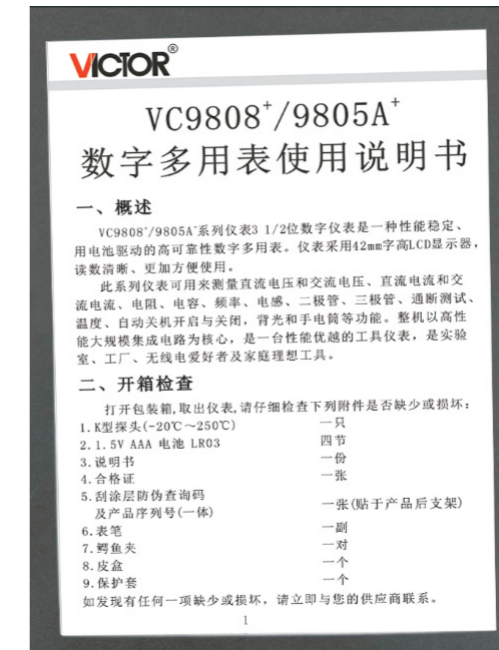 VICTOR®
VC9808+/9805A+
数字多用表使用说明书
一、概述
VC9808+/9805A+系列仪表3 1/2位数字仪表是一种性能稳定、
用电池驱动的高可靠性数字多用表。仪表采用42mm字高LCD显示器，
读数清晰、更加方便使用。
此系列仪表可用来测量直流电压和交流电压、直流电流和交
流电流、电阻、电容、频率、电感、二极管、三极管、通断测试、
温度、自动关机开启与关闭，背光和手电筒等功能。整机以高性
能大规模集成电路为核心，是一台性能优越的工具仪表，是实验
室、工厂、无线电爱好者及家庭理想工具。
二、开箱检查
打开包装箱,取出仪表,请仔细检查下列附件是否缺少或损坏：
1.K型探头(-20℃～250℃) 一只
2.1.5V AAA 电池 LR03 四节
3.说明书 一份
4.合格证 一张
5.刮涂层防伪查询码
及产品序列号(一体) 一张(贴于产品后支架)
6.表笔 一副
7.鳄鱼夹 一对
8.皮盒 一个
9.保护套 一个
如发现有任何一项缺少或损坏，请立即与您的供应商联系。
1